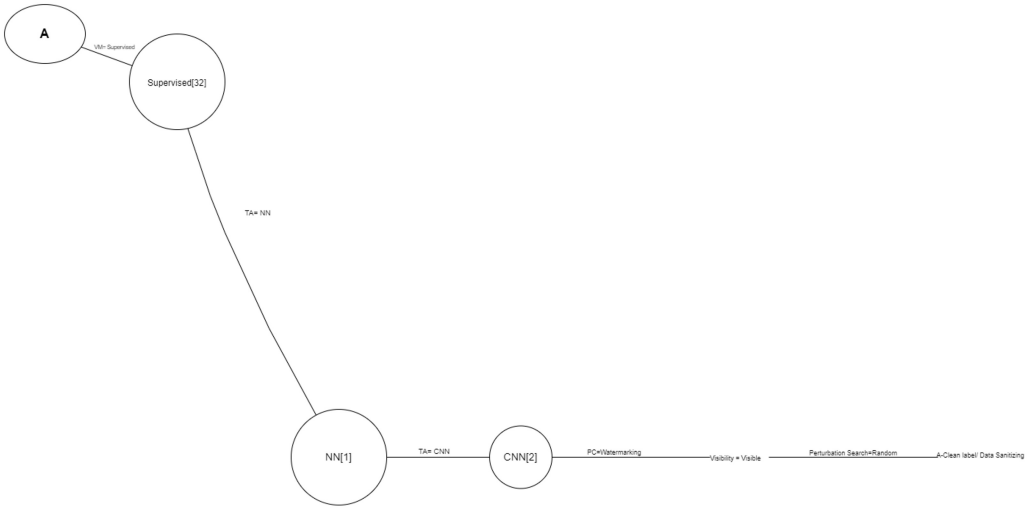 A
VM= Supervised
Supervised[32]
TA= NN
NN[1]
TA= CNN
CNN[2]
PC=Watermarking
Visibility = Visible
Perturbation Search=Random
A-Clean label/ Data Sanitizing